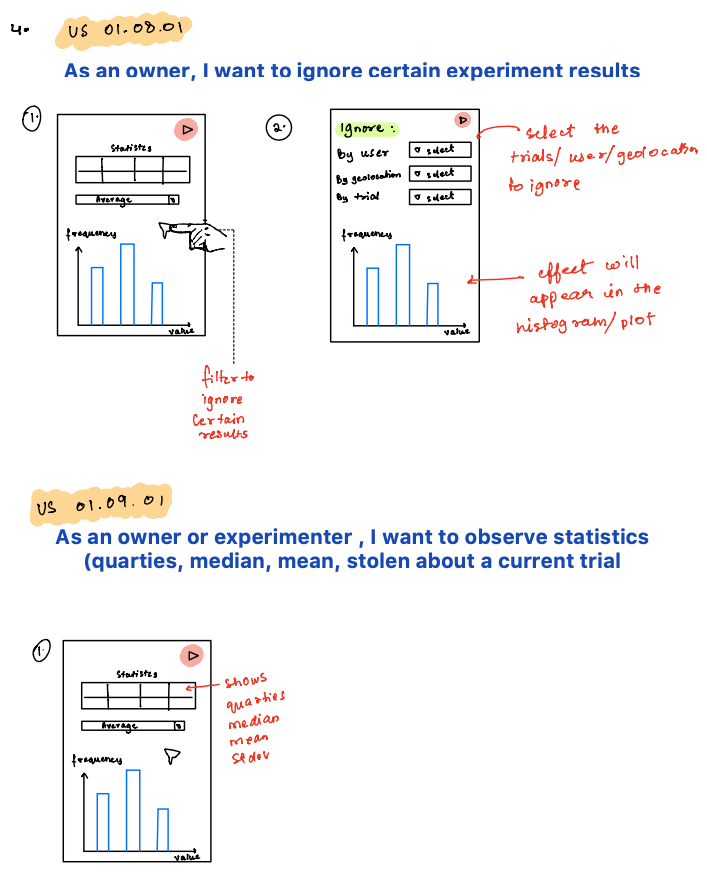 4.
US 01.08.01
As an owner, I want to ignore certain experiment results
1.
Statistcs
Average
frequency
value
filter to
ignore
Certain
results
2.
Ignore:
By user
select
By geolocation
select
By trial
select
frequency
value
select the
trials/user/geolocation
to ignore
effect will
appear in the
histogram/plot
US 01.09.01
As an owner or experimenter , I want to observe statistics
(quarties, median, mean, stolen about a current trial
1.
Statistcs
Average
frequency
value
shows
quarties
median
mean
stdev